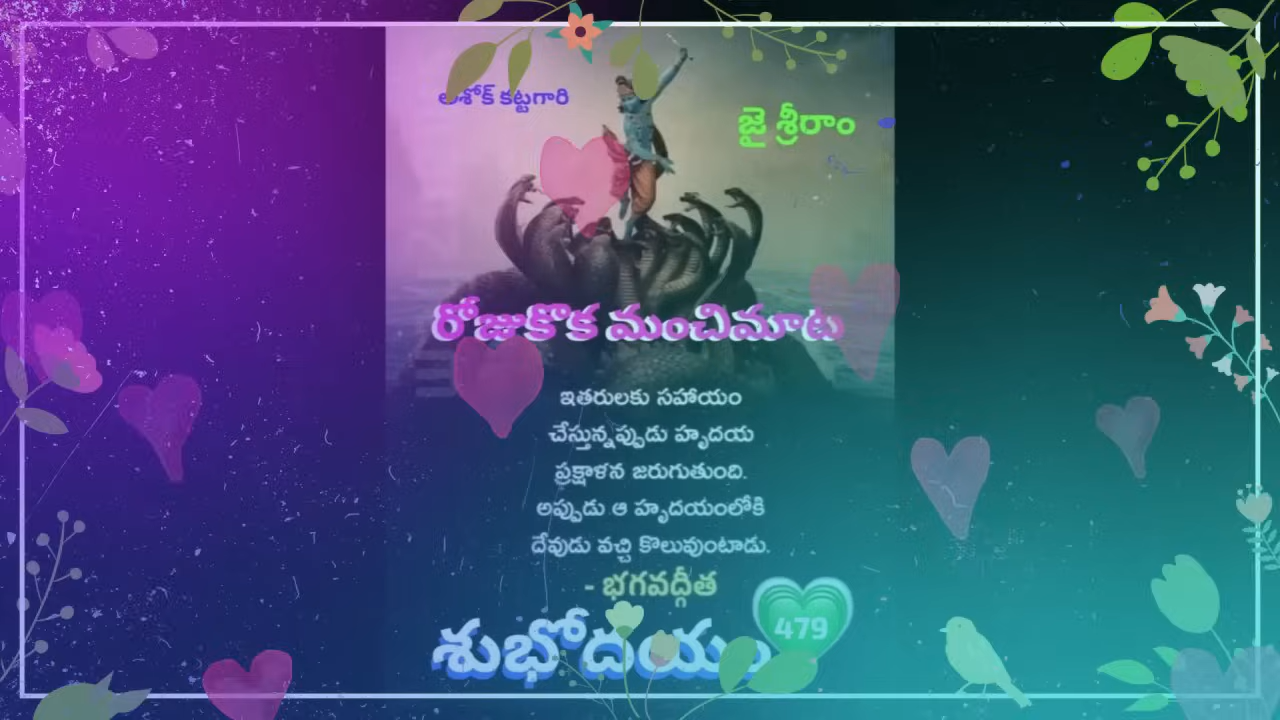 అశోక్ కట్టగారి
జై శ్రీరాం
రోజుకొక మంచిమాట
ఇతరులకు సహాయం
చేస్తున్నప్పుడు హృదయ
ప్రక్షాళన జరుగుతుంది.
అప్పుడు ఆ హృదయంలోకి
దేవుడు వచ్చి కొలువుంటాడు.
- భగవద్గీత
479
శుభోదయం